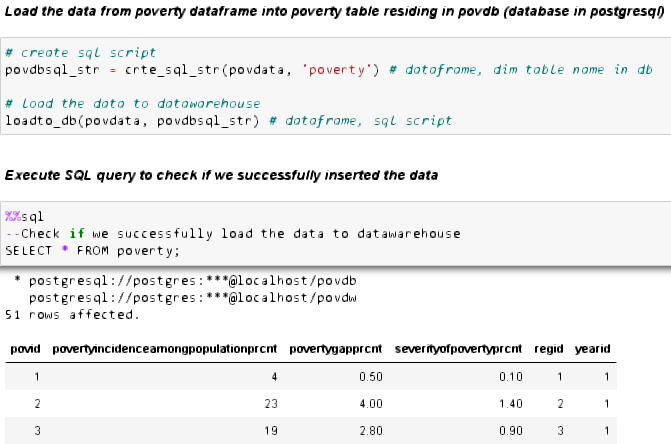 Load the data from poverty dataframe into poverty table residing in povdb (database in postgresql)
# create sql script
povdbsql_str = crte_sql_str(povdata, 'poverty') # dataframe, dim table name in db
# Load the data to datawarehouse
loadto_db(povdata, povdbsql_str) # dataframe, sql script
Execute SQL query to check if we successfully inserted the data
%%sql
--Check if we successfully load the data to datawarehouse
SELECT * FROM poverty;
* postgresql://postgres:***@localhost/povdb
postgresql://postgres:***@localhost/povdw
51 rows affected.
povid povertyincidenceamongpopulationprcnt povertygapprcnt severityofpovertyprcnt regid yearid
1 4 0.50 0.10 1 1
2 23 4.00 1.40 2 1
3 19 2.80 0.90 3 1